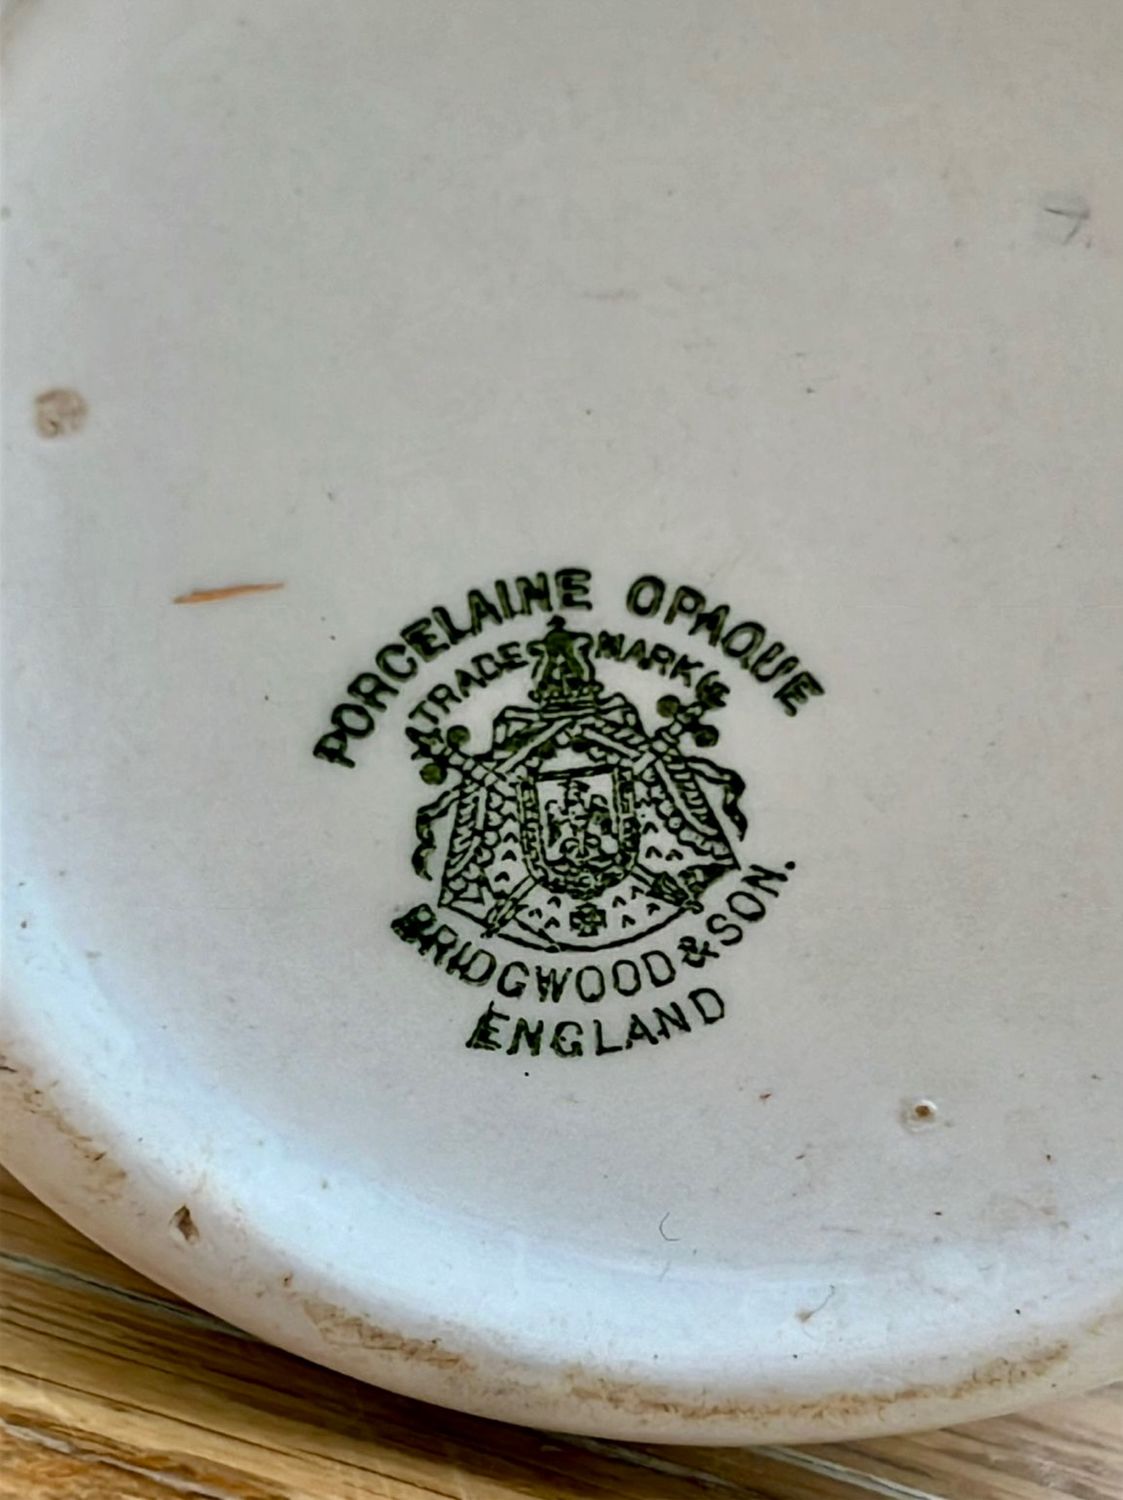 PORCELAINE OPAQUE
TRADE MARK
BRIDGWOOD & SON.
ENGLAND